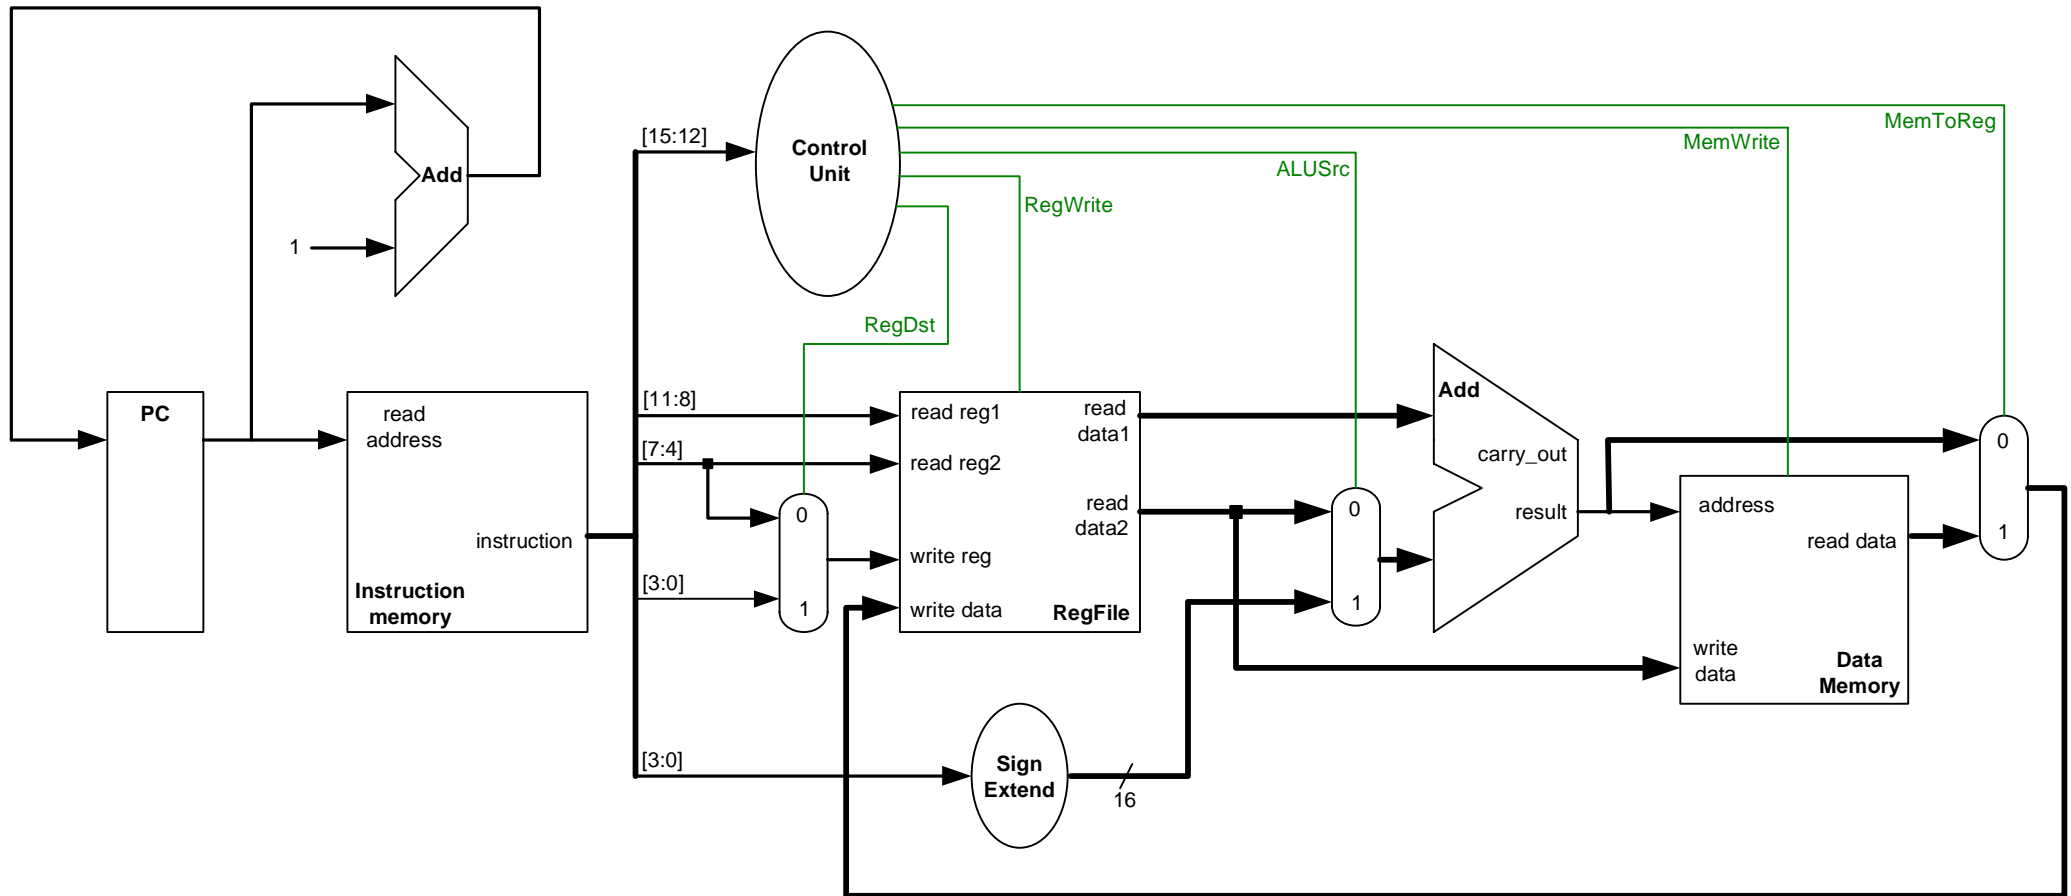 Add
1
[15:12]
Control
Unit
MemToReg
MemWrite
ALUSrc
RegWrite
RegDst
PC
read
address
instruction
Instruction
memory
[11:8]
[7:4]
[3:0]
[3:0]
0
1
read reg1
read reg2
write reg
write data
read
data1
read
data2
RegFile
Sign
Extend
16
0
1
Add
carry_out
result
address
read data
write
data
Data
Memory
0
1